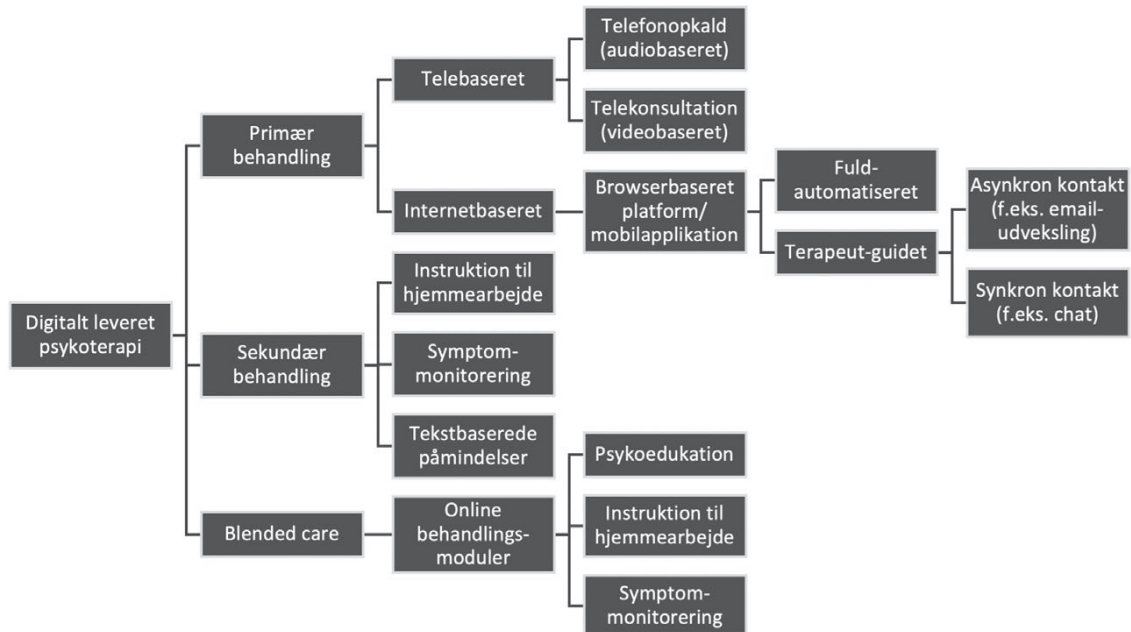 Digitalt leveret
psykoterapi
Primær
behandling
Telebaseret
Telefonopkald
(audiobaseret)
Telekonsultation
(videobaseret)
Internetbaseret
Browserbaseret
platform/
mobilapplikation
Fuld-
automatiseret
Terapeut-guidet
Asynkron kontakt
(f.eks. email-
udveksling)
Synkron kontakt
(f.eks. chat)
Sekundær
behandling
Instruktion til
hjemmearbejde
Symptom-
monitorering
Tekstbaserede
påmindelser
Blended care
Online
behandlings-
moduler
Psykoedukation
Instruktion til
hjemmearbejde
Symptom-
monitorering